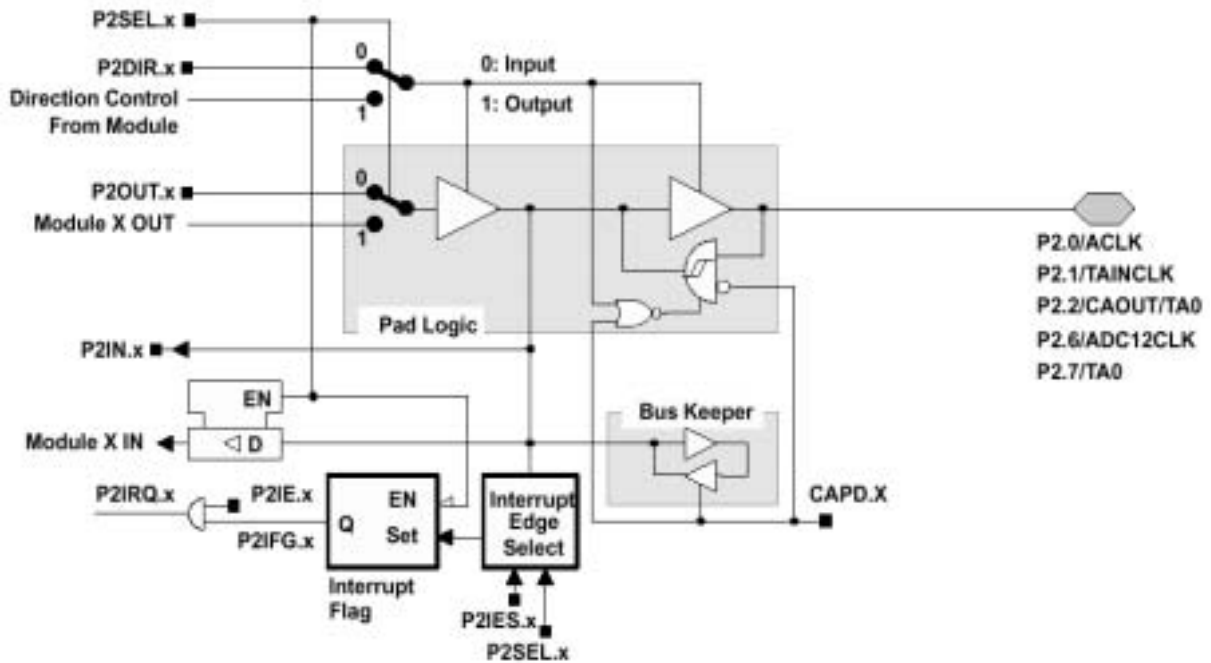 P2SEL.x
P2DIR.x
0
0: Input
Direction Control
From Module
1
1: Output
P2OUT.x
0
Module X OUT
1
P2.0/ACLK
P2.1/TAINCLK
P2.2/CAOUT/TA0
P2.6/ADC12CLK
P2.7/TA0
Pad Logic
P2IN.x
EN
Bus Keeper
Module X IN
D
P2IRQ.x
P2IE.x
P2IFG.x
EN
Q
Set
Interrupt
Edge
Select
CAPD.X
Interrupt
Flag
P2IES.x
P2SEL.x